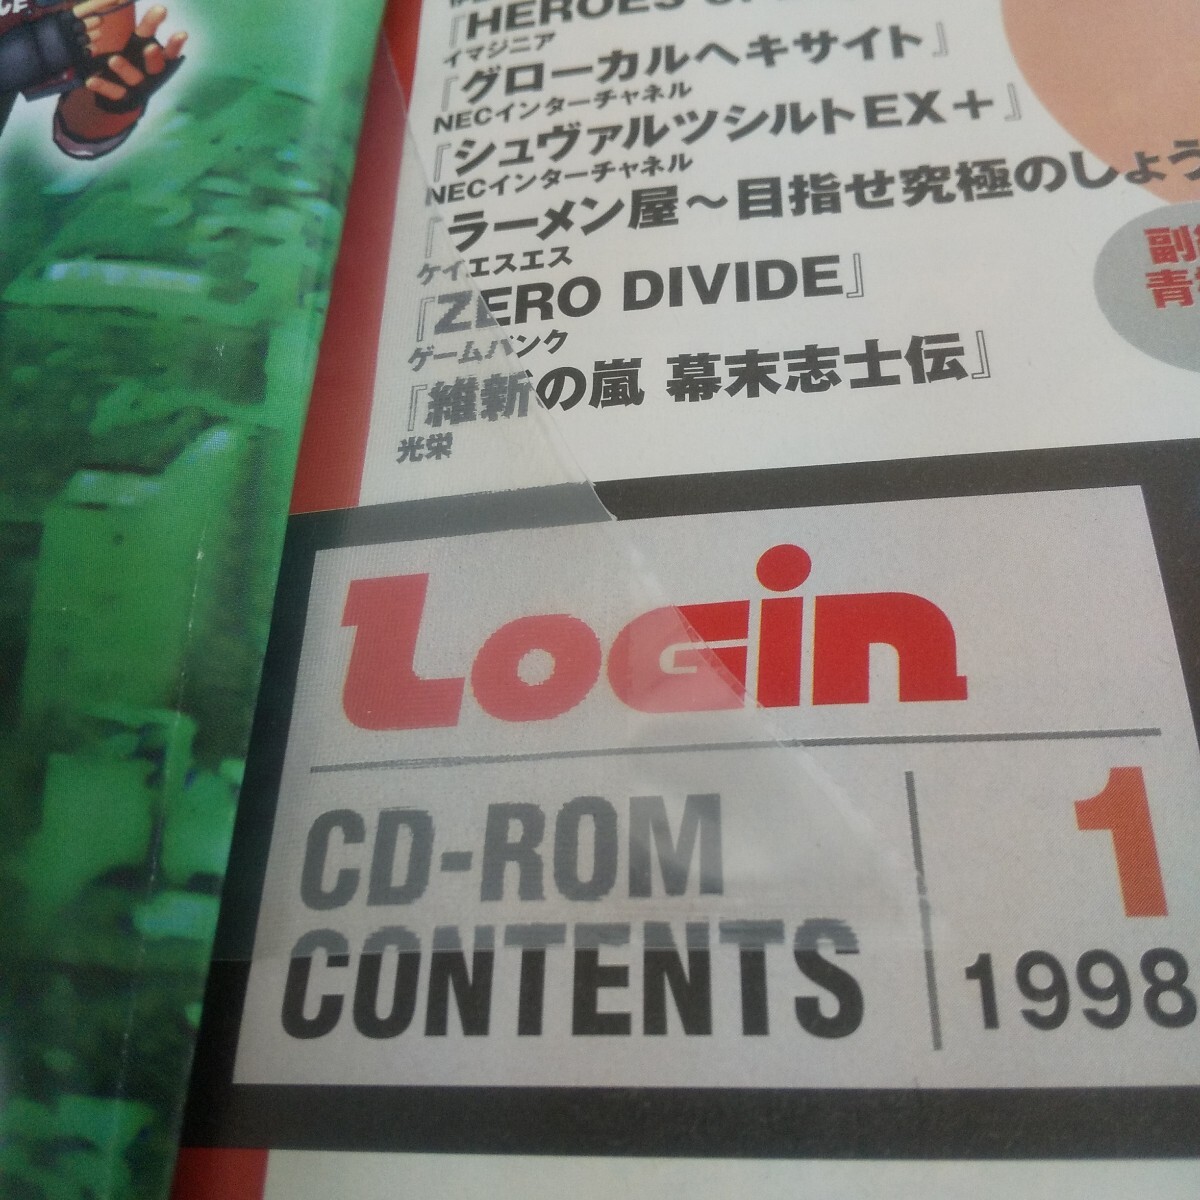 『HEROES
イマジニア
『グローカルヘキサイト』
NECインターチャネル
『シュヴァルツシルトEX＋』
NECインターチャネル
『ラーメン屋～目指せ究極のしょう
ケイエスエス
『ZERO DIVIDE』
ゲームバンク
『維新の嵐 幕末志士伝』
光栄
Login
CD-ROM
CONTENTS
1
1998